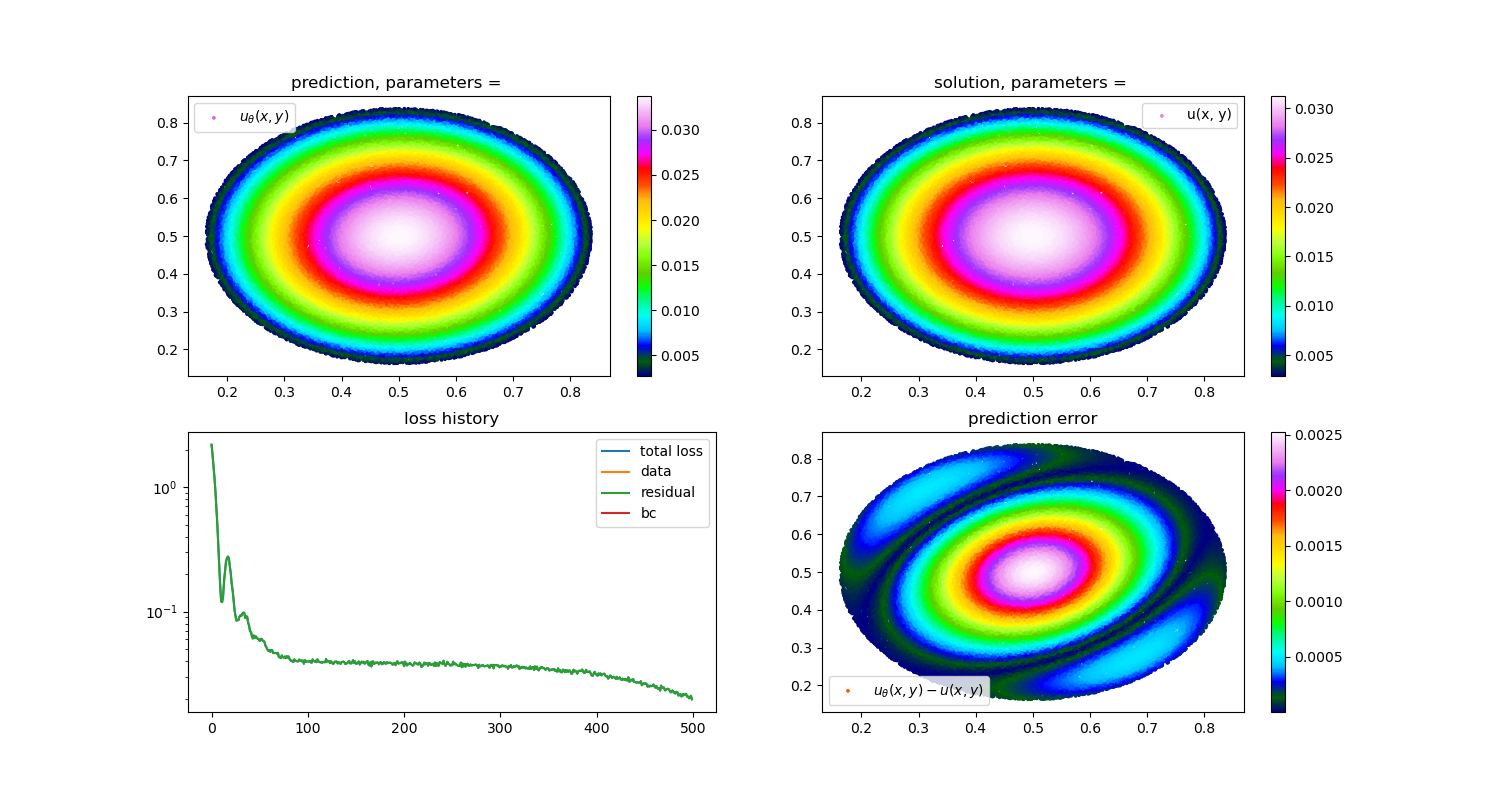 prediction, parameters =
0.8
0.7
0.6
0.5
0.4
0.3
0.2
u_θ(x, y)
0.2 0.3 0.4 0.5 0.6 0.7 0.8
0.030
0.025
0.020
0.015
0.010
0.005
solution, parameters =
0.8
0.7
0.6
0.5
0.4
0.3
0.2
u(x, y)
0.2 0.3 0.4 0.5 0.6 0.7 0.8
0.030
0.025
0.020
0.015
0.010
0.005
loss history
10⁰
10⁻¹
total loss
data
residual
bc
0 100 200 300 400 500
prediction error
0.8
0.7
0.6
0.5
0.4
0.3
0.2
u_θ(x, y) − u(x, y)
0.2 0.3 0.4 0.5 0.6 0.7 0.8
0.0025
0.0020
0.0015
0.0010
0.0005